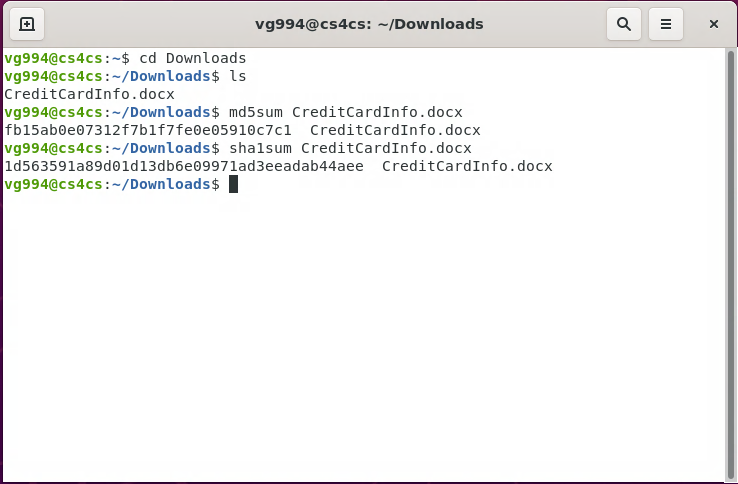 vg994@cs4cs: ~/Downloads
vg994@cs4cs:~$ cd Downloads
vg994@cs4cs:~/Downloads$ ls
CreditCardInfo.docx
vg994@cs4cs:~/Downloads$ md5sum CreditCardInfo.docx
fb15ab0e07312f7b1f7fe0e05910c7c1  CreditCardInfo.docx
vg994@cs4cs:~/Downloads$ sha1sum CreditCardInfo.docx
1d563591a89d01d13db6e09971ad3eeadab44aee  CreditCardInfo.docx
vg994@cs4cs:~/Downloads$